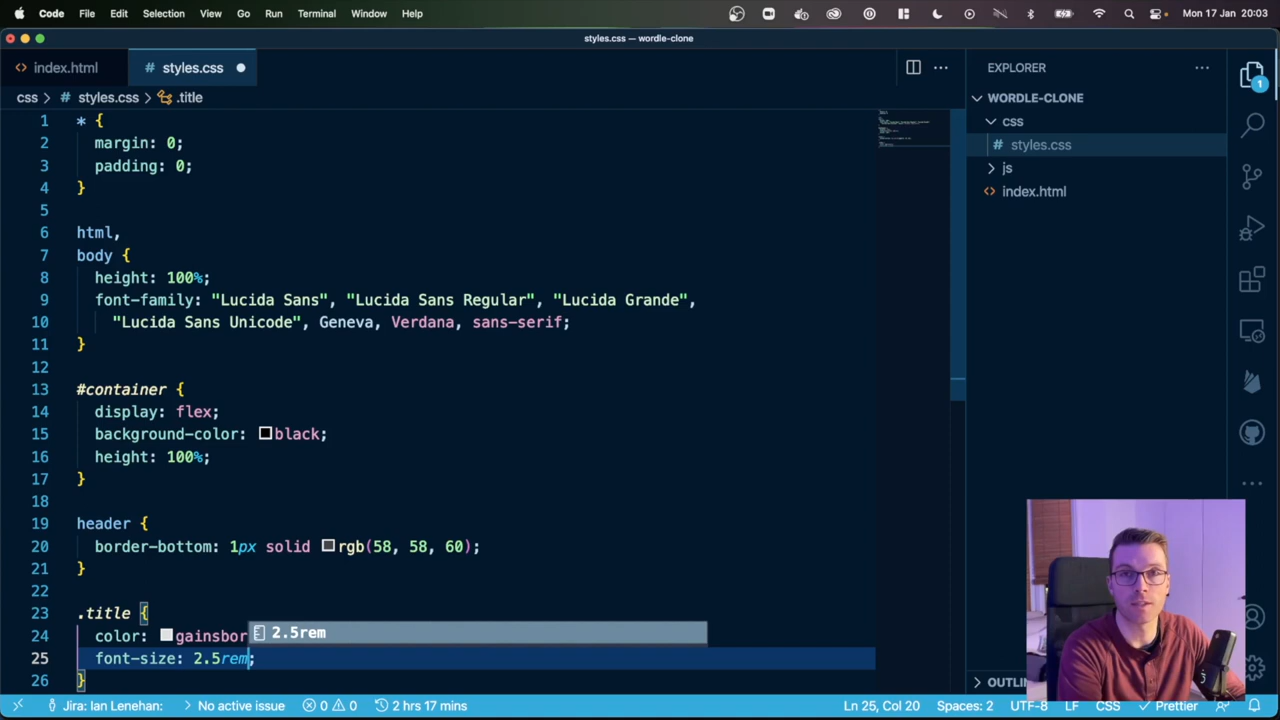 Code File Edit Selection View Go Run Terminal Window Help Mon 17 Jan 20:03
styles.css — wordle-clone
index.html # styles.css
css > # styles.css > .title
EXPLORER
WORDLE-CLONE
css
# styles.css
js
index.html
1
1 * {
2 margin: 0;
3 padding: 0;
4 }
5
6 html,
7 body {
8 height: 100%;
9 font-family: "Lucida Sans", "Lucida Sans Regular", "Lucida Grande",
10 "Lucida Sans Unicode", Geneva, Verdana, sans-serif;
11 }
12
13 #container {
14 display: flex;
15 background-color: black;
16 height: 100%;
17 }
18
19 header {
20 border-bottom: 1px solid rgb(58, 58, 60);
21 }
22
23 .title {
24 color: gainsbor
2.5rem
25 font-size: 2.5rem;
26 }
OUTLIN
Jira: Ian Lenehan: > No active issue 0 0 2 hrs 17 mins Ln 25, Col 20 Spaces: 2 UTF-8 LF CSS Prettier